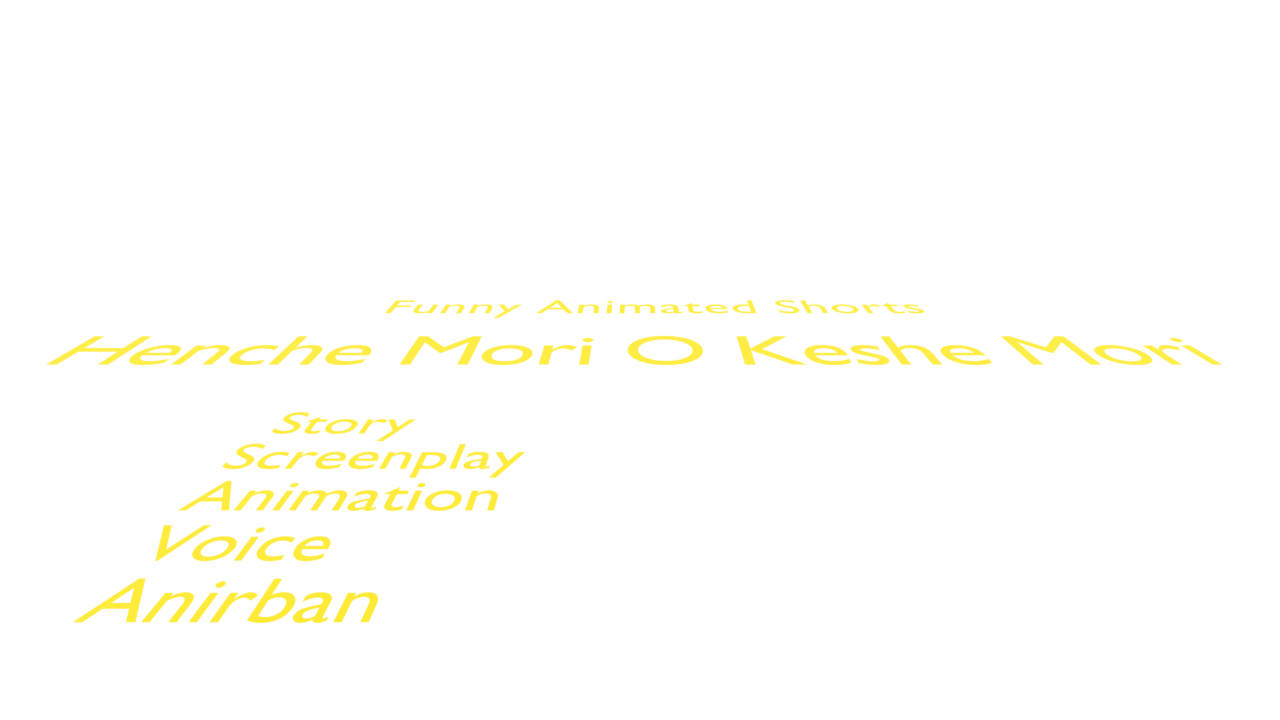 Funny Animated Shorts
Henche Mori O Keshe Mori
Story
Screenplay
Animation
Voice
Anirban